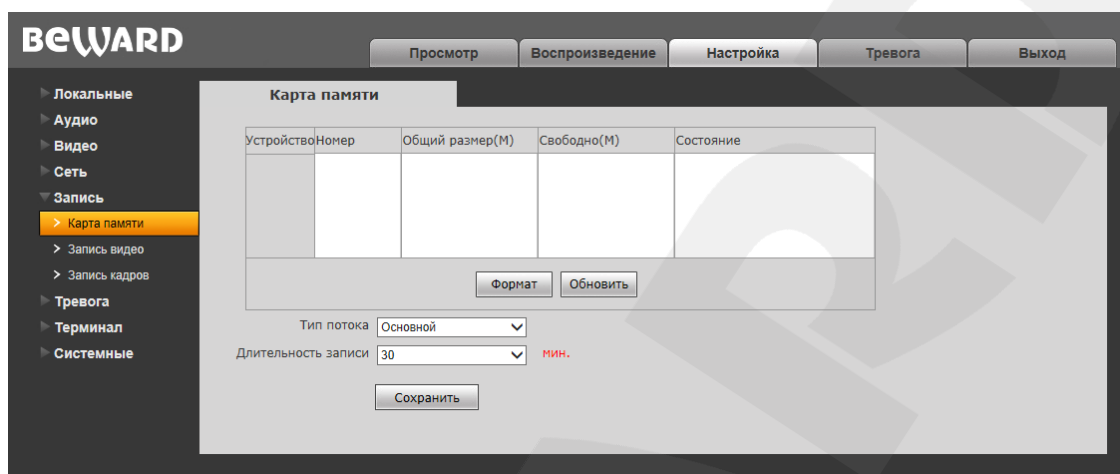 BEWARD
Просмотр Воспроизведение Настройка Тревога Выход
Локальные
Аудио
Видео
Сеть
Запись
Карта памяти
Запись видео
Запись кадров
Тревога
Терминал
Системные
Карта памяти
Устройство Номер Общий размер(M) Свободно(M) Состояние
Формат Обновить
Тип потока Основной
Длительность записи 30 мин.
Сохранить